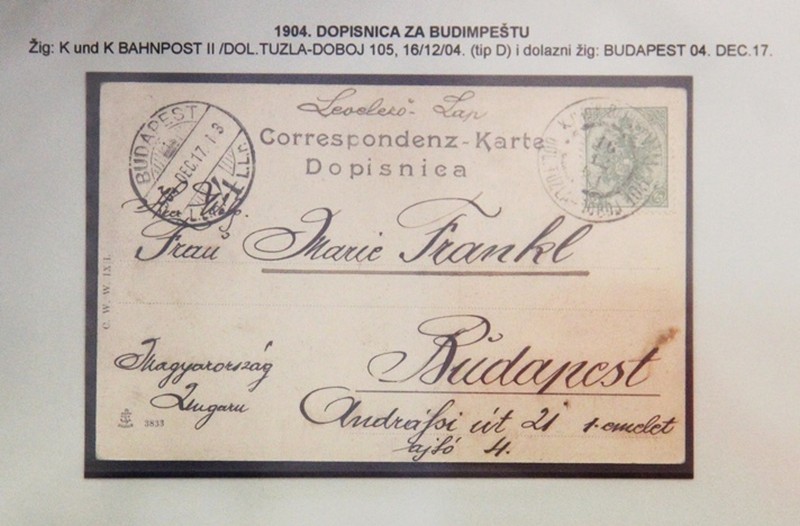 1904. DOPISNICA ZA BUDIMPEŠTU
Žig: K und K BAHNPOST II /DOL.TUZLA-DOBOJ 105, 16/12/04. (tip D) i dolazni žig: BUDAPEST 04. DEC.17.
Levelező-Lap
Correspondenz-Karte
Dopisnica
BUDAPEST
DEC.17
Frau Marie Frankl
C. W. W. IX/1.
Magyarország
Ungarn
Budapest
Andrássi út 21 1. emelet
ajtó 4.
3833